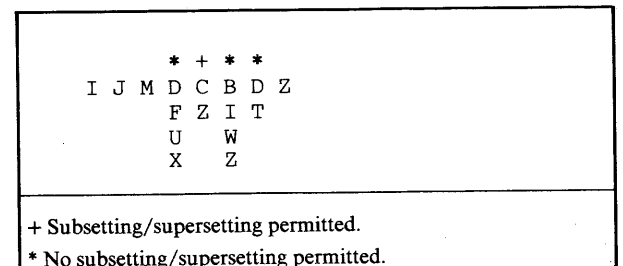 * + * *
I J M D C B D Z
F Z I T
U W
X Z
+ Subsetting/supersetting permitted.
* No subsetting/supersetting permitted.